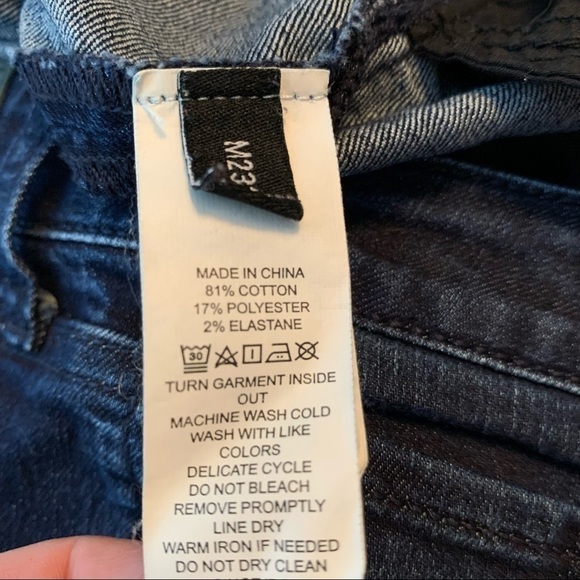 M23
MADE IN CHINA
81% COTTON
17% POLYESTER
2% ELASTANE
30
TURN GARMENT INSIDE
OUT
MACHINE WASH COLD
WASH WITH LIKE
COLORS
DELICATE CYCLE
DO NOT BLEACH
REMOVE PROMPTLY
LINE DRY
WARM IRON IF NEEDED
DO NOT DRY CLEAN